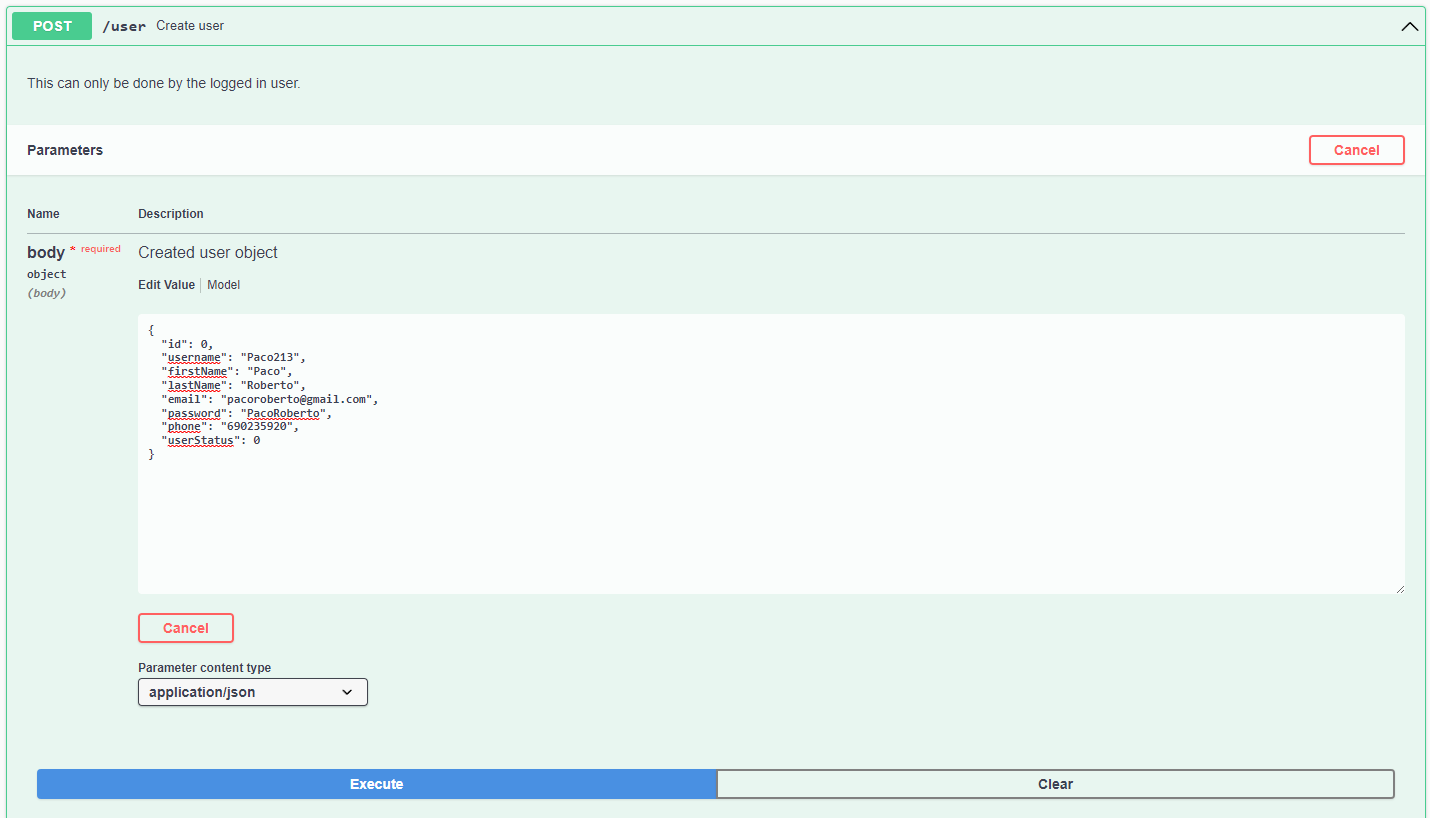 POST /user Create user
This can only be done by the logged in user.
Parameters Cancel
Name Description
body * required Created user object
object
(body)
Edit Value Model
{
  "id": 0,
  "username": "Paco213",
  "firstName": "Paco",
  "lastName": "Roberto",
  "email": "pacoroberto@gmail.com",
  "password": "PacoRoberto",
  "phone": "690235920",
  "userStatus": 0
}
Cancel
Parameter content type
application/json
Execute Clear